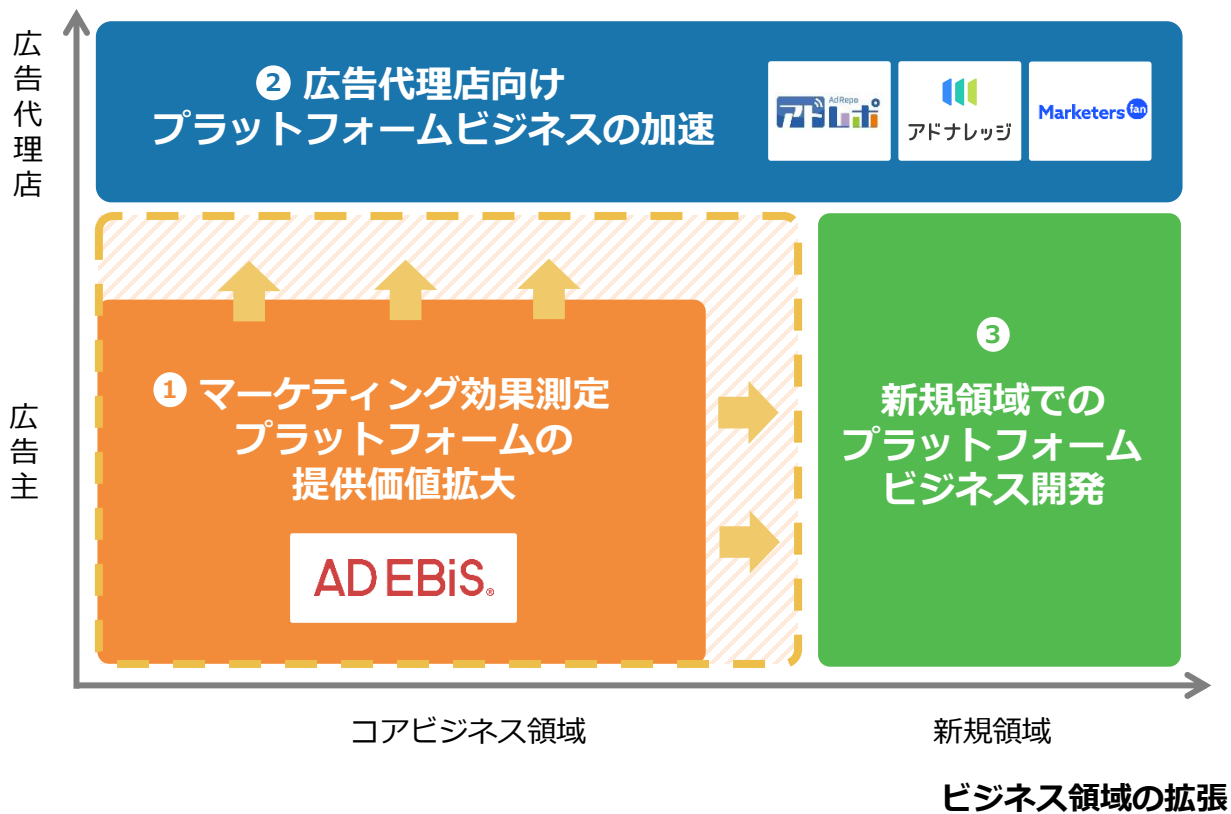 広告代理店
❷ 広告代理店向け
プラットフォームビジネスの加速
AdRepo
アドレポ
アドナレッジ
Marketers fan
広告主
❶ マーケティング効果測定
プラットフォームの
提供価値拡大
AD EBiS®
❸
新規領域での
プラットフォーム
ビジネス開発
コアビジネス領域
新規領域
ビジネス領域の拡張